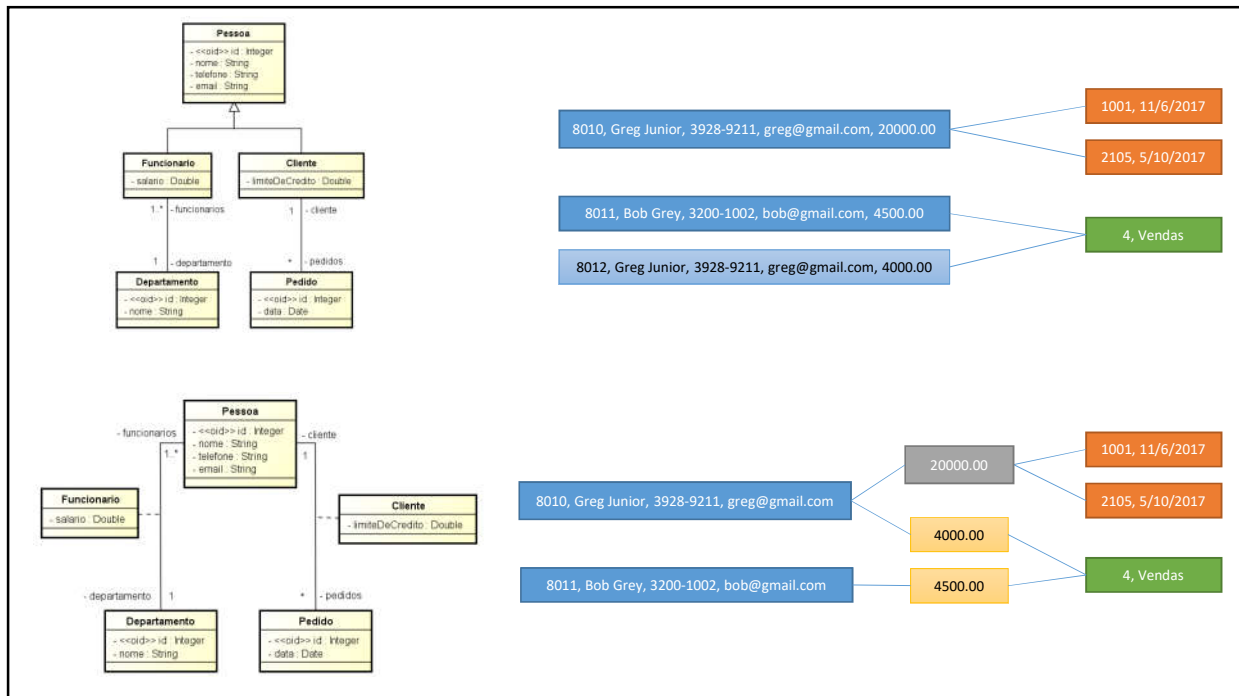 Pessoa
- <<oid>> id : Integer
- nome : String
- telefone : String
- email : String
Funcionario
- salario : Double
Cliente
- limiteDeCredito : Double
1..* - funcionarios
1 - cliente
1 - departamento
* - pedidos
Departamento
- <<oid>> id : Integer
- nome : String
Pedido
- <<oid>> id : Integer
- data : Date
8010, Greg Junior, 3928-9211, greg@gmail.com, 20000.00
1001, 11/6/2017
2105, 5/10/2017
8011, Bob Grey, 3200-1002, bob@gmail.com, 4500.00
8012, Greg Junior, 3928-9211, greg@gmail.com, 4000.00
4, Vendas
Pessoa
- <<oid>> id : Integer
- nome : String
- telefone : String
- email : String
- funcionarios
1..*
- cliente
1
Funcionario
- salario : Double
Cliente
- limiteDeCredito : Double
- departamento 1
* - pedidos
Departamento
- <<oid>> id : Integer
- nome : String
Pedido
- <<oid>> id : Integer
- data : Date
8010, Greg Junior, 3928-9211, greg@gmail.com
20000.00
1001, 11/6/2017
2105, 5/10/2017
4000.00
8011, Bob Grey, 3200-1002, bob@gmail.com
4500.00
4, Vendas